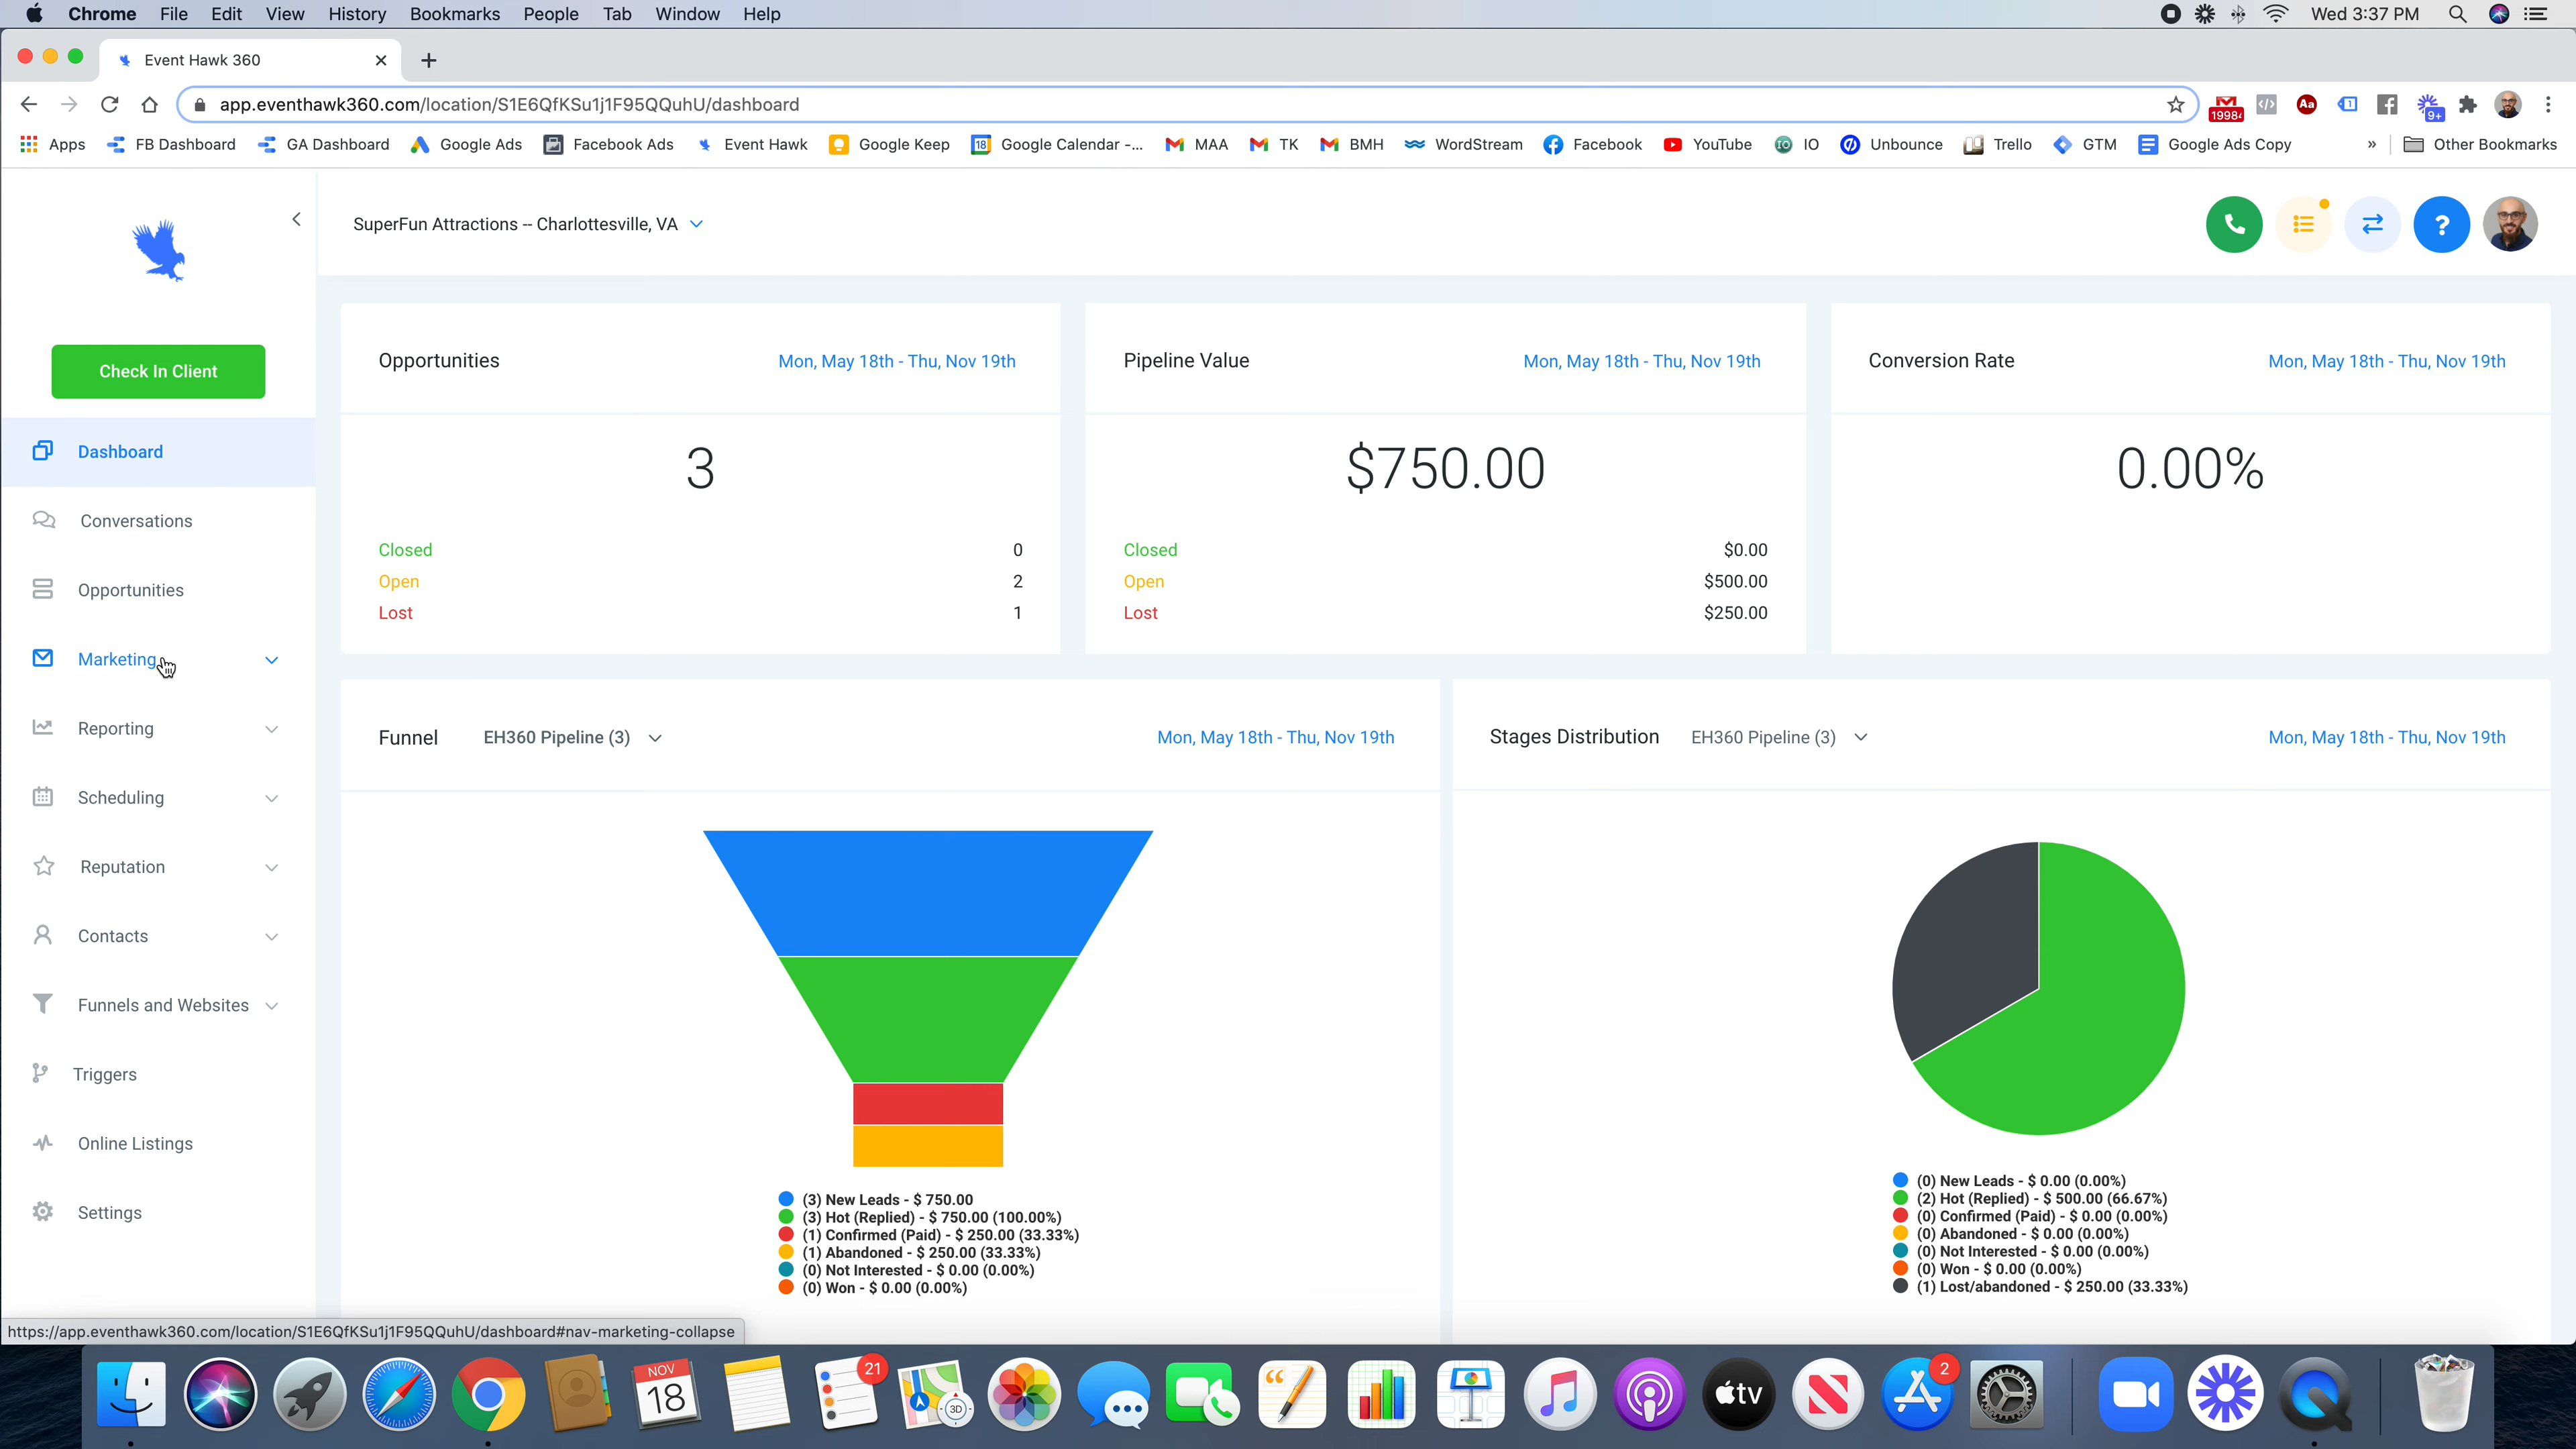 Chrome File Edit View History Bookmarks People Tab Window Help Wed 3:37 PM
Event Hawk 360
app.eventhawk360.com/location/S1E6QfKSu1j1F95QQuhU/dashboard
19984
Aa
1
9+
Apps FB Dashboard GA Dashboard Google Ads Facebook Ads Event Hawk Google Keep 18 Google Calendar -... MAA TK BMH WordStream Facebook YouTube IO IO Unbounce Trello GTM Google Ads Copy » Other Bookmarks
SuperFun Attractions -- Charlottesville, VA
?
Check In Client
Dashboard
Conversations
Opportunities
Marketing
Reporting
Scheduling
Reputation
Contacts
Funnels and Websites
Triggers
Online Listings
Settings
Opportunities Mon, May 18th - Thu, Nov 19th
3
Closed 0
Open 2
Lost 1
Pipeline Value Mon, May 18th - Thu, Nov 19th
$750.00
Closed $0.00
Open $500.00
Lost $250.00
Conversion Rate Mon, May 18th - Thu, Nov 19th
0.00%
Funnel EH360 Pipeline (3) Mon, May 18th - Thu, Nov 19th
(3) New Leads - $ 750.00
(3) Hot (Replied) - $ 750.00 (100.00%)
(1) Confirmed (Paid) - $ 250.00 (33.33%)
(1) Abandoned - $ 250.00 (33.33%)
(0) Not Interested - $ 0.00 (0.00%)
(0) Won - $ 0.00 (0.00%)
Stages Distribution EH360 Pipeline (3) Mon, May 18th - Thu, Nov 19th
(0) New Leads - $ 0.00 (0.00%)
(2) Hot (Replied) - $ 500.00 (66.67%)
(0) Confirmed (Paid) - $ 0.00 (0.00%)
(0) Abandoned - $ 0.00 (0.00%)
(0) Not Interested - $ 0.00 (0.00%)
(0) Won - $ 0.00 (0.00%)
(1) Lost/abandoned - $ 250.00 (33.33%)
https://app.eventhawk360.com/location/S1E6QfKSu1j1F95QQuhU/dashboard#nav-marketing-collapse
NOV
18
21
3D
tv
2